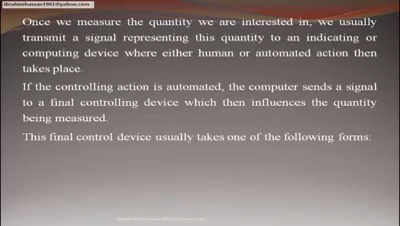 ibrahimhassan1981@yahoo.com
Once we measure the quantity we are interested in, we usually
transmit a signal representing this quantity to an indicating or
computing device where either human or automated action then
takes place.
If the controlling action is automated, the computer sends a signal
to a final controlling device which then influences the quantity
being measured.
This final control device usually takes one of the following forms: